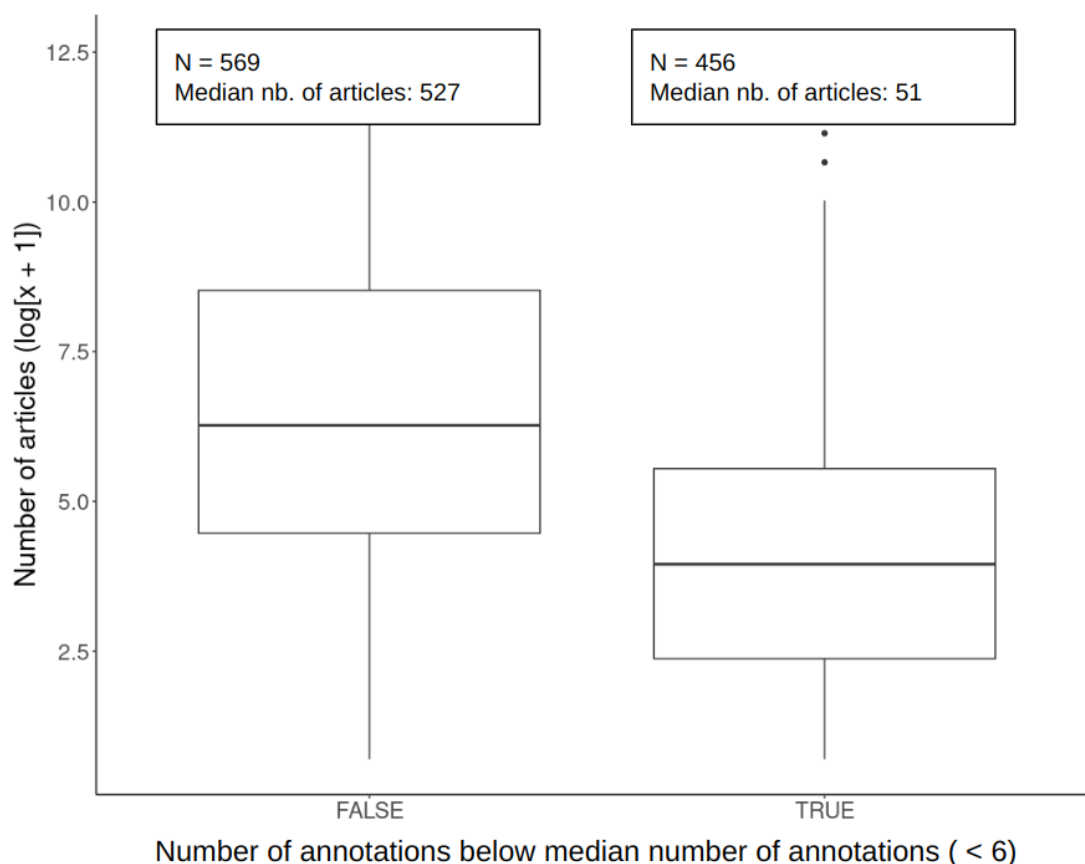 12.5
10.0
7.5
5.0
2.5
Number of articles (log[x + 1])
N = 569
Median nb. of articles: 527
N = 456
Median nb. of articles: 51
FALSE
TRUE
Number of annotations below median number of annotations ( < 6)